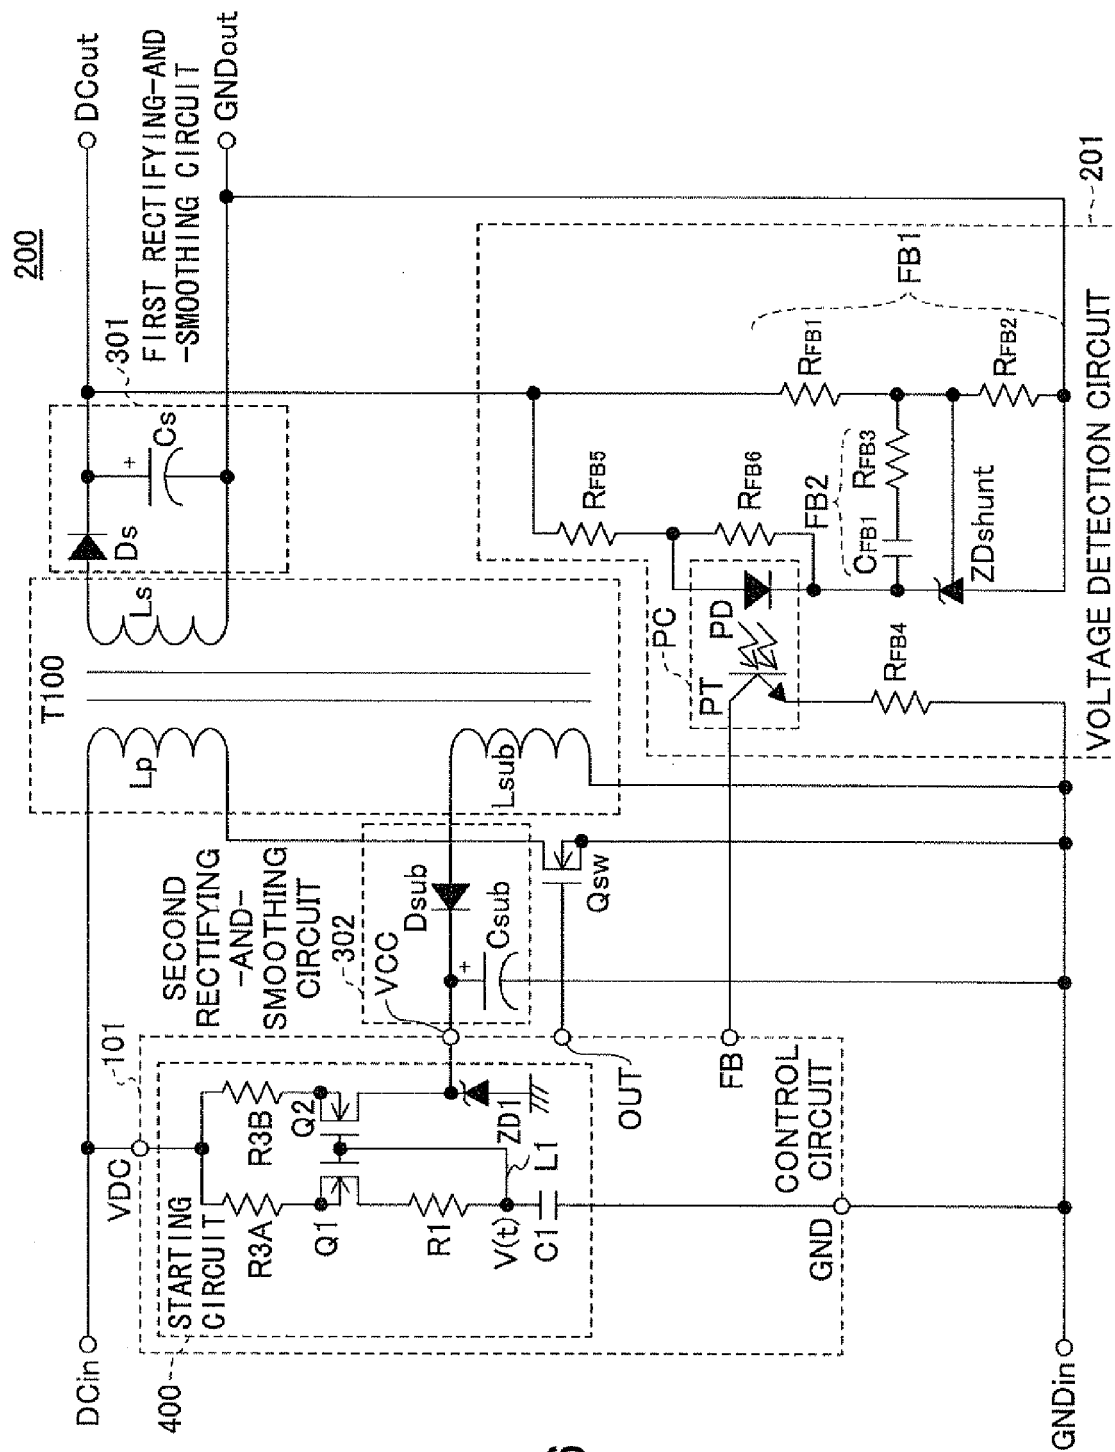 200
DCin
DCout
GNDout
GNDin
FIRST RECTIFYING-AND
-SMOOTHING CIRCUIT
301
Ds
Cs
+
T100
Lp
Ls
Lsub
SECOND
RECTIFYING
-AND-
SMOOTHING
CIRCUIT
302
Dsub
Csub
+
VCC
Qsw
101
VDC
STARTING
CIRCUIT
400
R3A
R3B
Q1
Q2
R1
V(t)
C1
L1
ZD1
OUT
FB
GND
CONTROL
CIRCUIT
PC
PT
PD
RFB5
RFB6
FB2
CFB1
RFB3
RFB1
RFB2
FB1
ZDshunt
RFB4
201
VOLTAGE DETECTION CIRCUIT